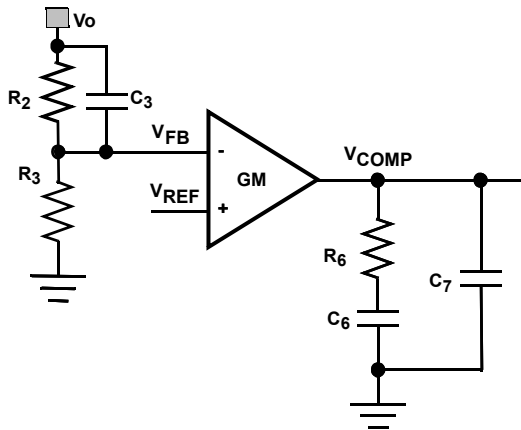 Vo
R2
C3
VFB
VCOMP
R3
GM
VREF
-
+
R6
C7
C6